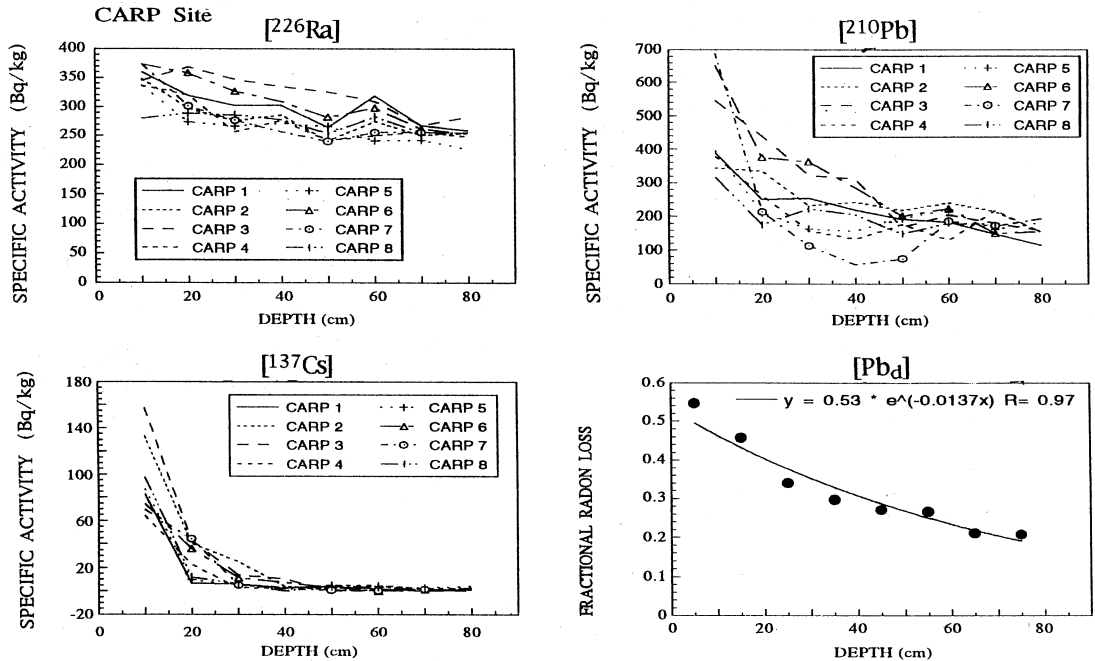 CARP Site
[226Ra]
400
350
300
250
200
150
100
50
0
SPECIFIC ACTIVITY (Bq/kg)
CARP 1
CARP 2
CARP 3
CARP 4
CARP 5
CARP 6
CARP 7
CARP 8
0 20 40 60 80
DEPTH (cm)
[210Pb]
700
600
500
400
300
200
100
0
SPECIFIC ACTIVITY (Bq/kg)
CARP 1
CARP 2
CARP 3
CARP 4
CARP 5
CARP 6
CARP 7
CARP 8
0 20 40 60 80
DEPTH (cm)
[137Cs]
180
140
100
60
20
-20
SPECIFIC ACTIVITY (Bq/kg)
CARP 1
CARP 2
CARP 3
CARP 4
CARP 5
CARP 6
CARP 7
CARP 8
0 20 40 60 80
DEPTH (cm)
[Pbd]
0.6
0.5
0.4
0.3
0.2
0.1
0
FRACTIONAL RADON LOSS
y = 0.53 * e^(-0.0137x) R= 0.97
0 20 40 60 80
DEPTH (cm)